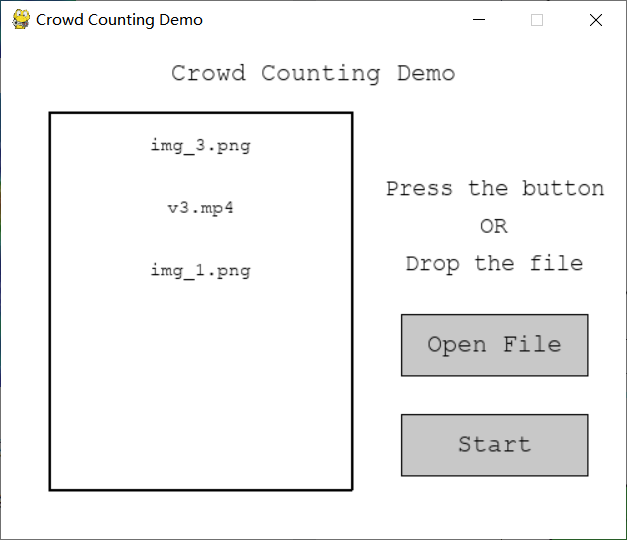 Crowd Counting Demo
Crowd Counting Demo
img_3.png
v3.mp4
img_1.png
Press the button
OR
Drop the file
Open File
Start